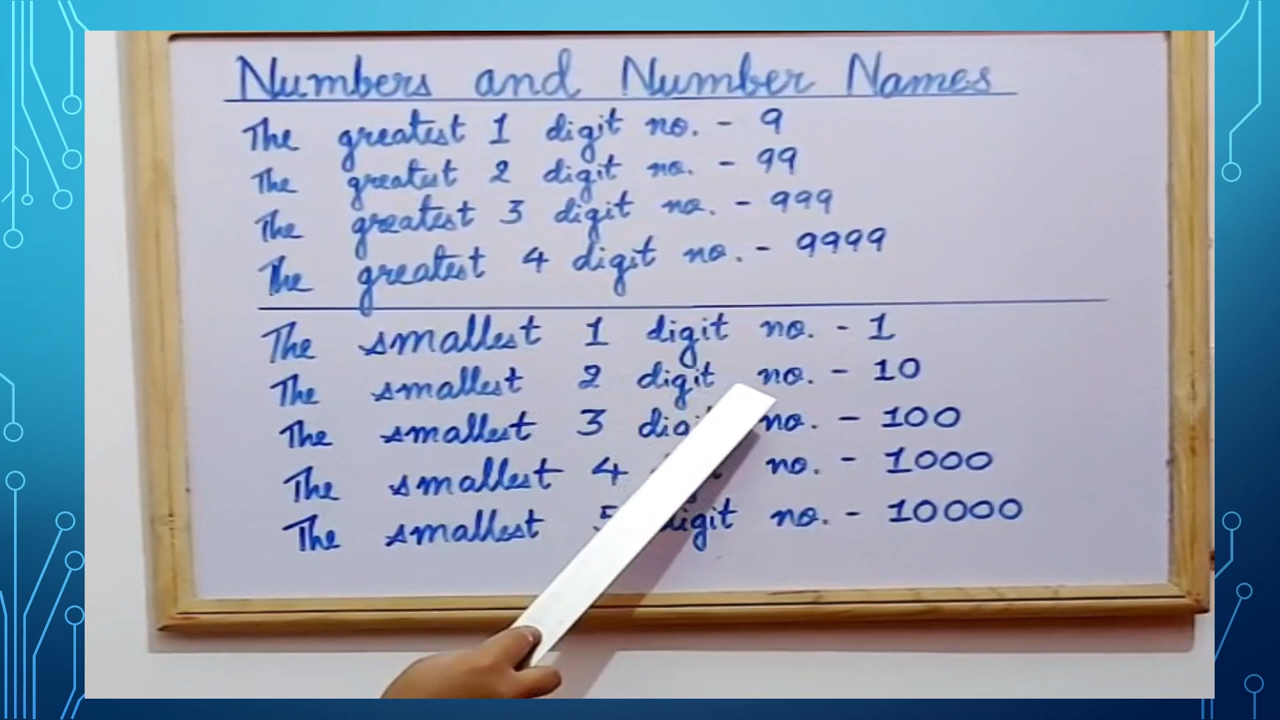 Numbers and Number Names
The greatest 1 digit no. - 9
The greatest 2 digit no. - 99
The greatest 3 digit no. - 999
The greatest 4 digit no. - 9999
The smallest 1 digit no. - 1
The smallest 2 digit no. - 10
The smallest 3 digit no. - 100
The smallest 4 no. - 1000
The smallest 5 digit no. - 10000